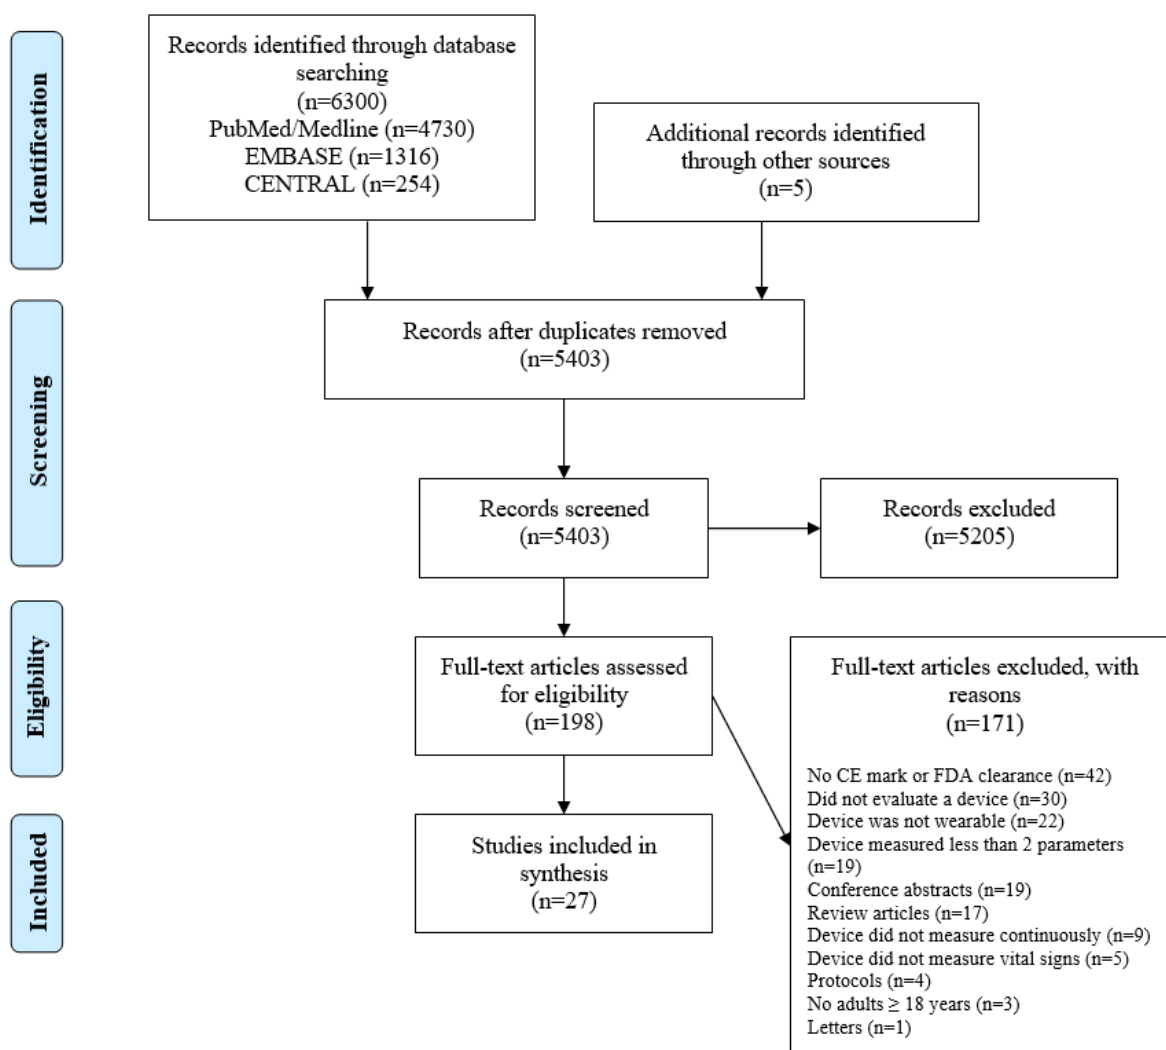 Identification
Records identified through database
searching
(n=6300)
PubMed/Medline (n=4730)
EMBASE (n=1316)
CENTRAL (n=254)
Additional records identified
through other sources
(n=5)
Screening
Records after duplicates removed
(n=5403)
Records screened
(n=5403)
Records excluded
(n=5205)
Eligibility
Full-text articles assessed
for eligibility
(n=198)
Full-text articles excluded, with
reasons
(n=171)
No CE mark or FDA clearance (n=42)
Did not evaluate a device (n=30)
Device was not wearable (n=22)
Device measured less than 2 parameters
(n=19)
Conference abstracts (n=19)
Review articles (n=17)
Device did not measure continuously (n=9)
Device did not measure vital signs (n=5)
Protocols (n=4)
No adults ≥ 18 years (n=3)
Letters (n=1)
Included
Studies included in
synthesis
(n=27)